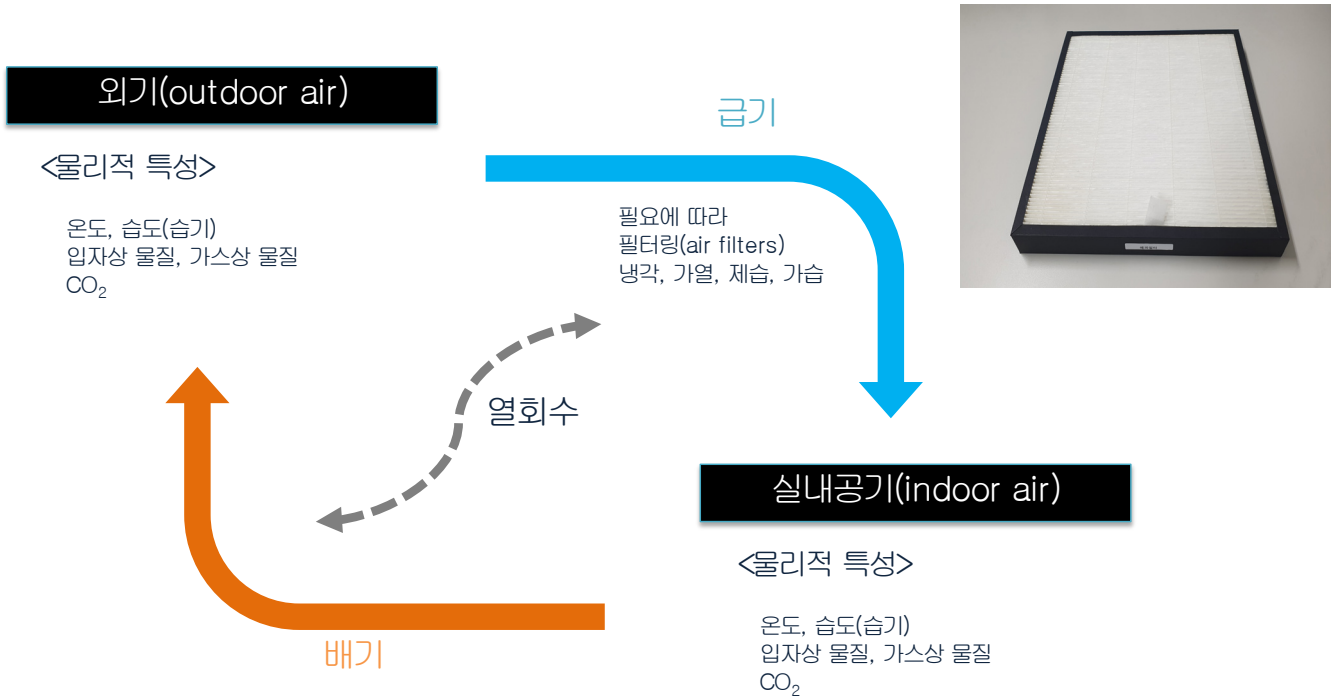 외기(outdoor air)
<물리적 특성>
온도, 습도(습기)
입자상 물질, 가스상 물질
CO₂
급기
필요에 따라
필터링(air filters)
냉각, 가열, 제습, 가습
열회수
배기
실내공기(indoor air)
<물리적 특성>
온도, 습도(습기)
입자상 물질, 가스상 물질
CO₂